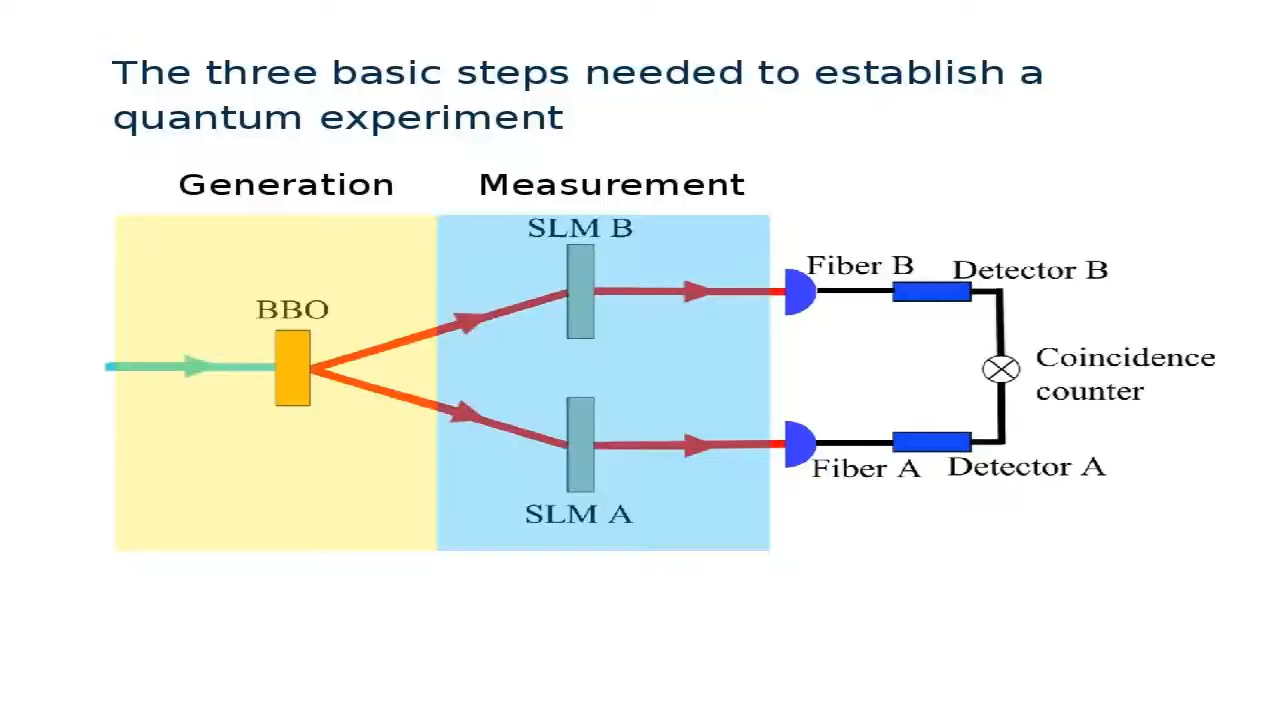 The three basic steps needed to establish a
quantum experiment
Generation
Measurement
SLM B
Fiber B
Detector B
BBO
Coincidence
counter
Fiber A
Detector A
SLM A